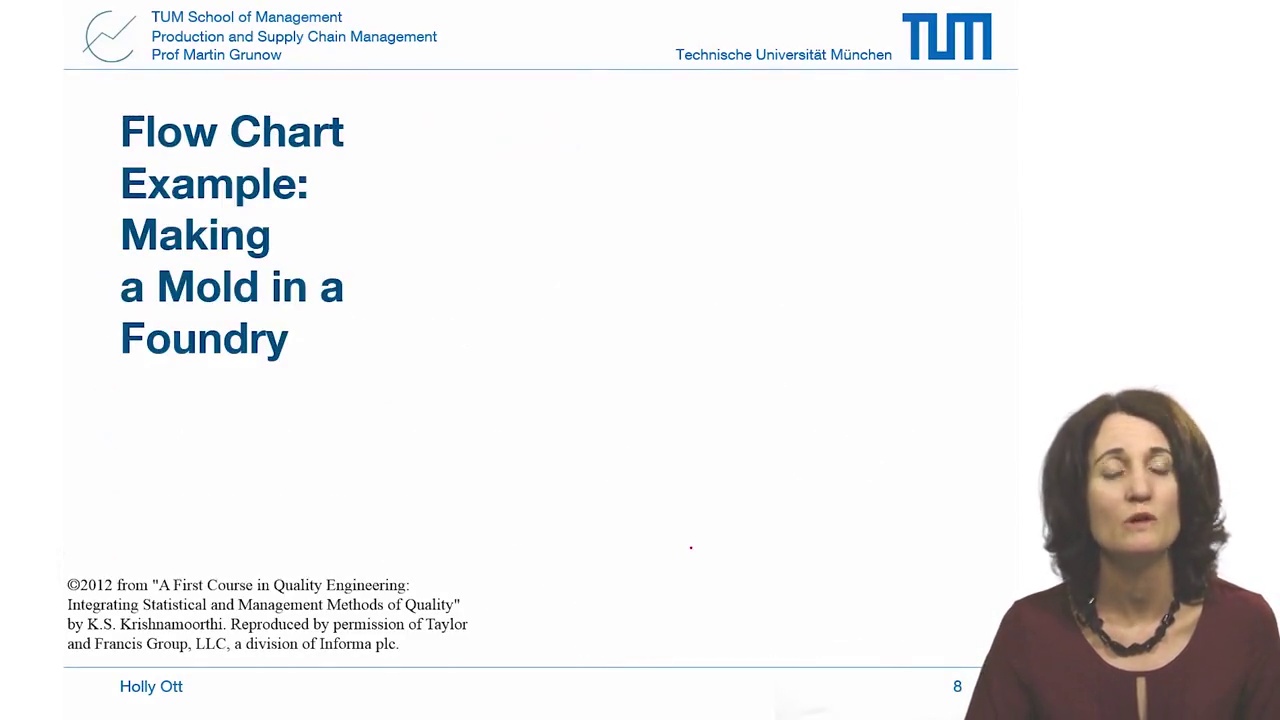 TUM School of Management
Production and Supply Chain Management
Prof Martin Grunow
Technische Universität München
TUM
Flow Chart
Example:
Making
a Mold in a
Foundry
©2012 from "A First Course in Quality Engineering:
Integrating Statistical and Management Methods of Quality"
by K.S. Krishnamoorthi. Reproduced by permission of Taylor
and Francis Group, LLC, a division of Informa plc.
Holly Ott
8